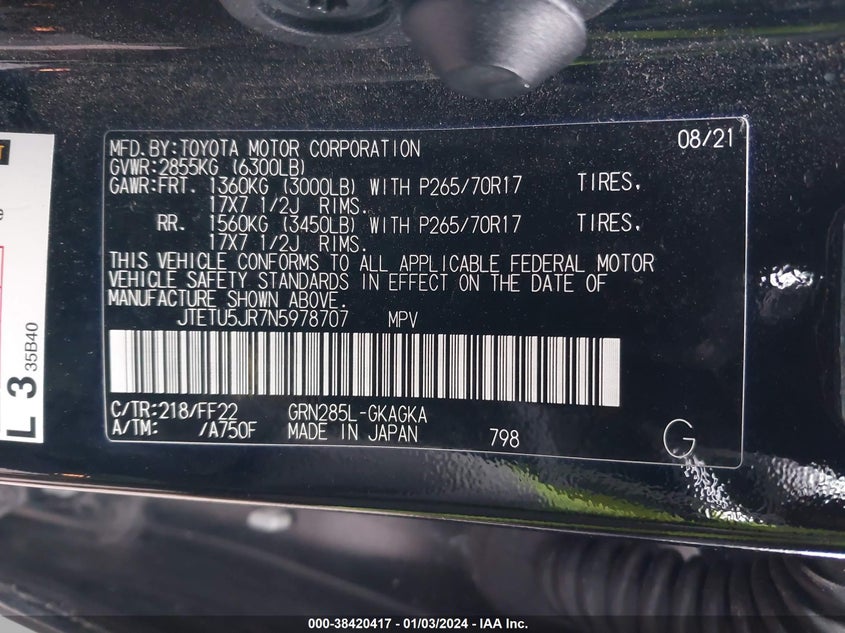 MFD.BY:TOYOTA MOTOR CORPORATION 08/21
GVWR:2855KG (6300LB)
GAWR:FRT. 1360KG (3000LB) WITH P265/70R17 TIRES,
17X7 1/2J RIMS.
RR. 1560KG (3450LB) WITH P265/70R17 TIRES,
17X7 1/2J RIMS.
THIS VEHICLE CONFORMS TO ALL APPLICABLE FEDERAL MOTOR
VEHICLE SAFETY STANDARDS IN EFFECT ON THE DATE OF
MANUFACTURE SHOWN ABOVE.
JTETU5JR7N5978707 MPV
C/TR:218/FF22 GRN285L-GKAGKA
A/TM: /A750F MADE IN JAPAN 798 G
L 3 35B40
000-38420417 - 01/03/2024 - IAA Inc.